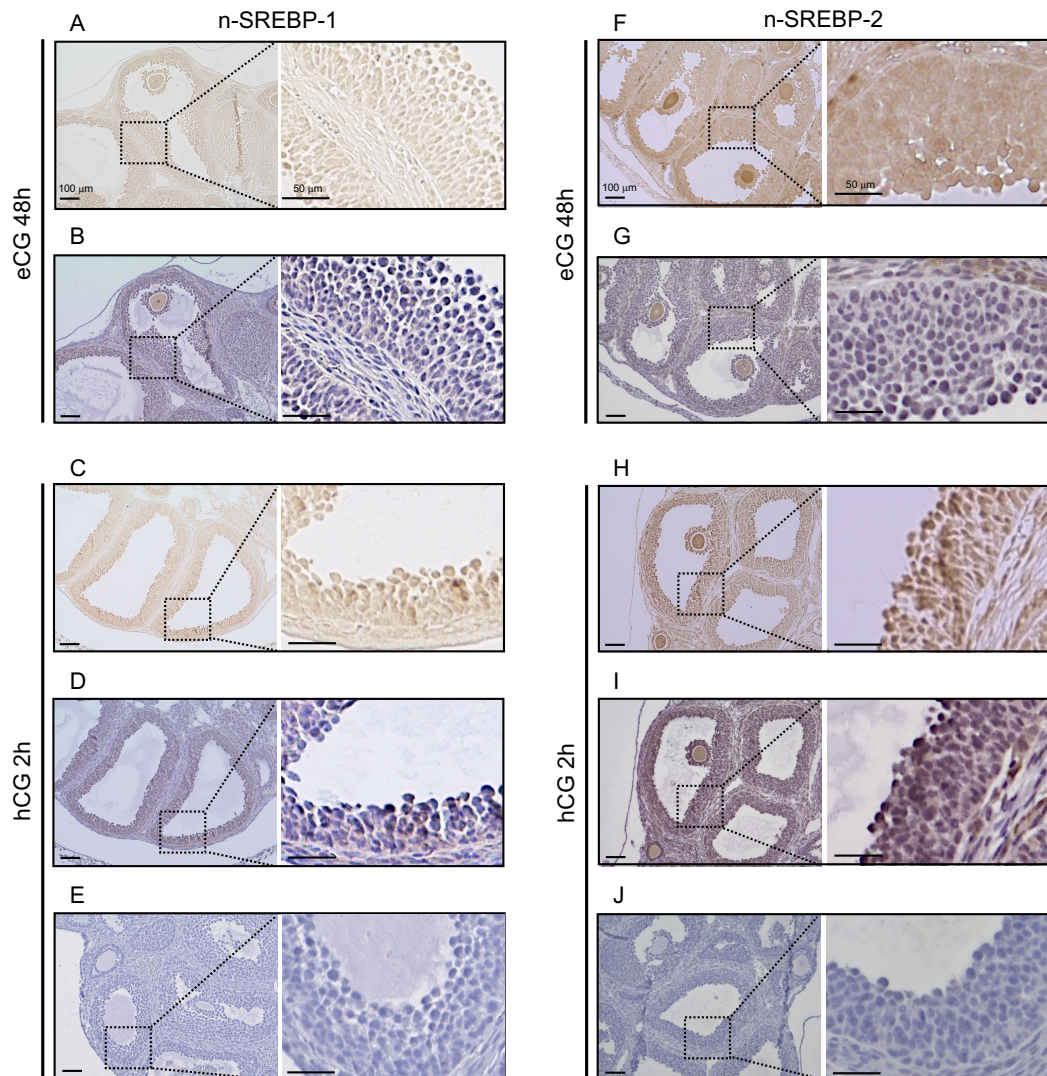 n-SREBP-1
n-SREBP-2
A
100 μm
50 μm
B
eCG 48h
C
D
E
hCG 2h
F
100 μm
50 μm
G
eCG 48h
H
I
J
hCG 2h